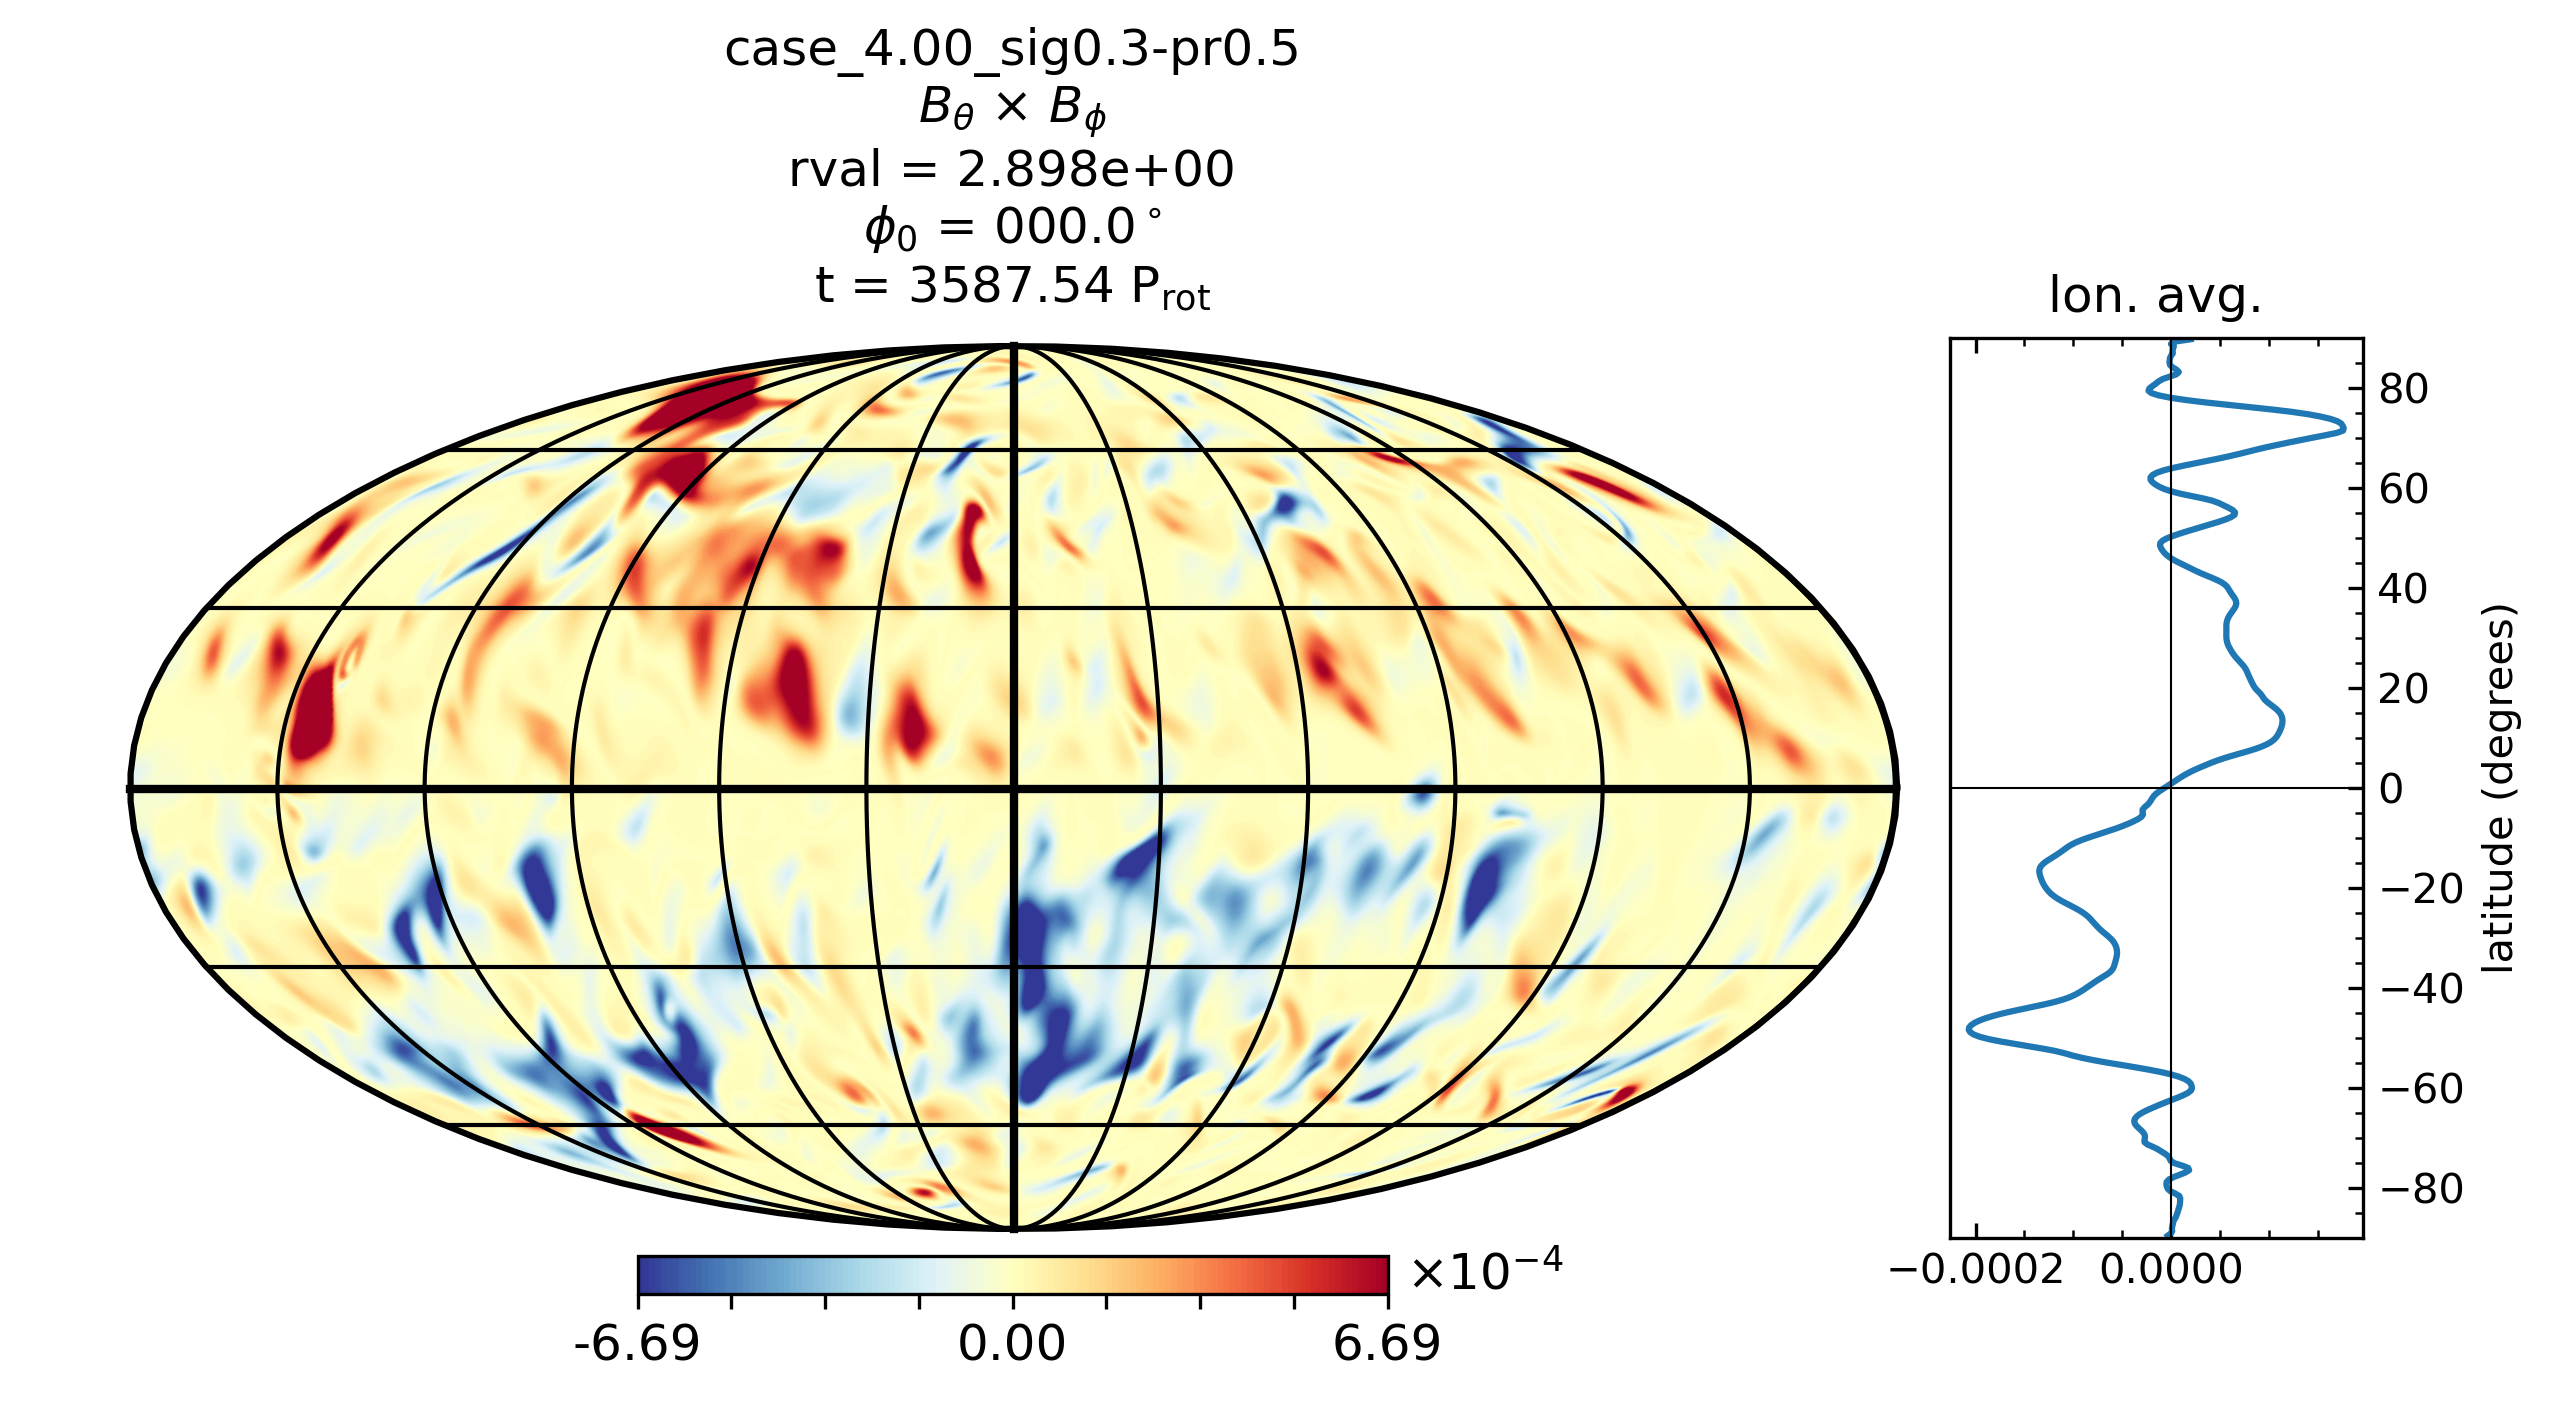 case_4.00_sig0.3-pr0.5
B_θ × B_ϕ
rval = 2.898e+00
ϕ_0 = 000.0°
t = 3587.54 P_rot
lon. avg.
80
60
40
20
0
−20
−40
−60
−80
latitude (degrees)
−0.0002 0.0000
×10^−4
-6.69 0.00 6.69